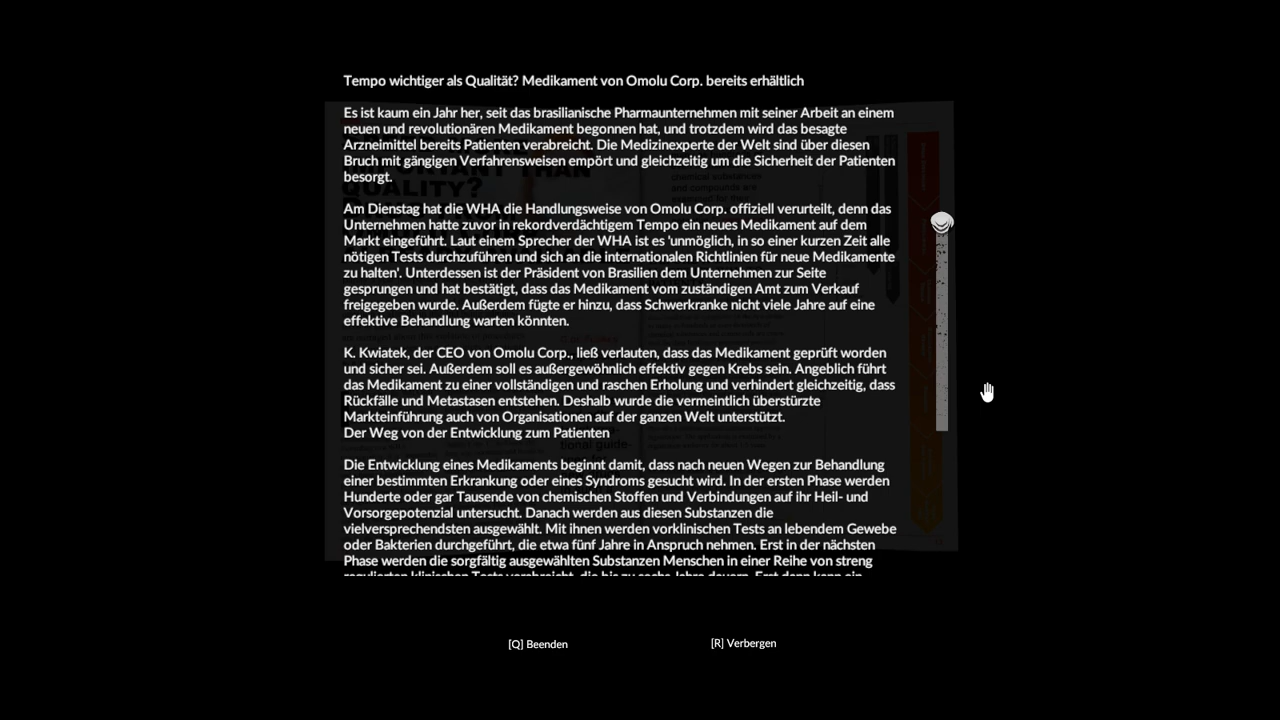 Tempo wichtiger als Qualität? Medikament von Omolu Corp. bereits erhältlich
Es ist kaum ein Jahr her, seit das brasilianische Pharmaunternehmen mit seiner Arbeit an einem
neuen und revolutionären Medikament begonnen hat, und trotzdem wird das besagte
Arzneimittel bereits Patienten verabreicht. Die Medizinexperte der Welt sind über diesen
Bruch mit gängigen Verfahrensweisen empört und gleichzeitig um die Sicherheit der Patienten
besorgt.
Am Dienstag hat die WHA die Handlungsweise von Omolu Corp. offiziell verurteilt, denn das
Unternehmen hatte zuvor in rekordverdächtigem Tempo ein neues Medikament auf dem
Markt eingeführt. Laut einem Sprecher der WHA ist es 'unmöglich, in so einer kurzen Zeit alle
nötigen Tests durchzuführen und sich an die internationalen Richtlinien für neue Medikamente
zu halten'. Unterdessen ist der Präsident von Brasilien dem Unternehmen zur Seite
gesprungen und hat bestätigt, dass das Medikament vom zuständigen Amt zum Verkauf
freigegeben wurde. Außerdem fügte er hinzu, dass Schwerkranke nicht viele Jahre auf eine
effektive Behandlung warten könnten.
K. Kwiatek, der CEO von Omolu Corp., ließ verlauten, dass das Medikament geprüft worden
und sicher sei. Außerdem soll es außergewöhnlich effektiv gegen Krebs sein. Angeblich führt
das Medikament zu einer vollständigen und raschen Erholung und verhindert gleichzeitig, dass
Rückfälle und Metastasen entstehen. Deshalb wurde die vermeintlich überstürzte
Markteinführung auch von Organisationen auf der ganzen Welt unterstützt.
Der Weg von der Entwicklung zum Patienten
Die Entwicklung eines Medikaments beginnt damit, dass nach neuen Wegen zur Behandlung
einer bestimmten Erkrankung oder eines Syndroms gesucht wird. In der ersten Phase werden
Hunderte oder gar Tausende von chemischen Stoffen und Verbindungen auf ihr Heil- und
Vorsorgepotenzial untersucht. Danach werden aus diesen Substanzen die
vielversprechendsten ausgewählt. Mit ihnen werden vorklinischen Tests an lebendem Gewebe
oder Bakterien durchgeführt, die etwa fünf Jahre in Anspruch nehmen. Erst in der nächsten
Phase werden die sorgfältig ausgewählten Substanzen Menschen in einer Reihe von streng
regulierten klinischen Tests verabreicht, die bis zu sechs Jahre dauern. Erst dann kann ein
[Q] Beenden
[R] Verbergen